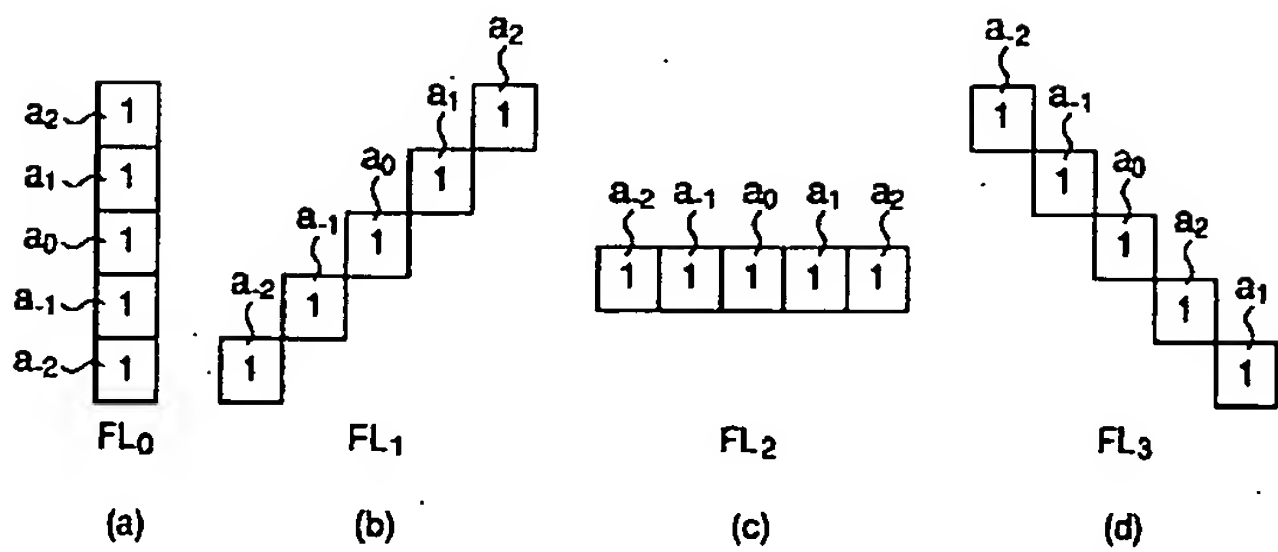 a2 1
a1 1
a0 1
a-1 1
a-2 1
FL0
(a)
a2
1
a1
1
a0
1
a-1
1
a-2
1
FL1
(b)
a-2 a-1 a0 a1 a2
1 1 1 1 1
FL2
(c)
a-2
1
a-1
1
a0
1
a2
1
a1
1
FL3
(d)